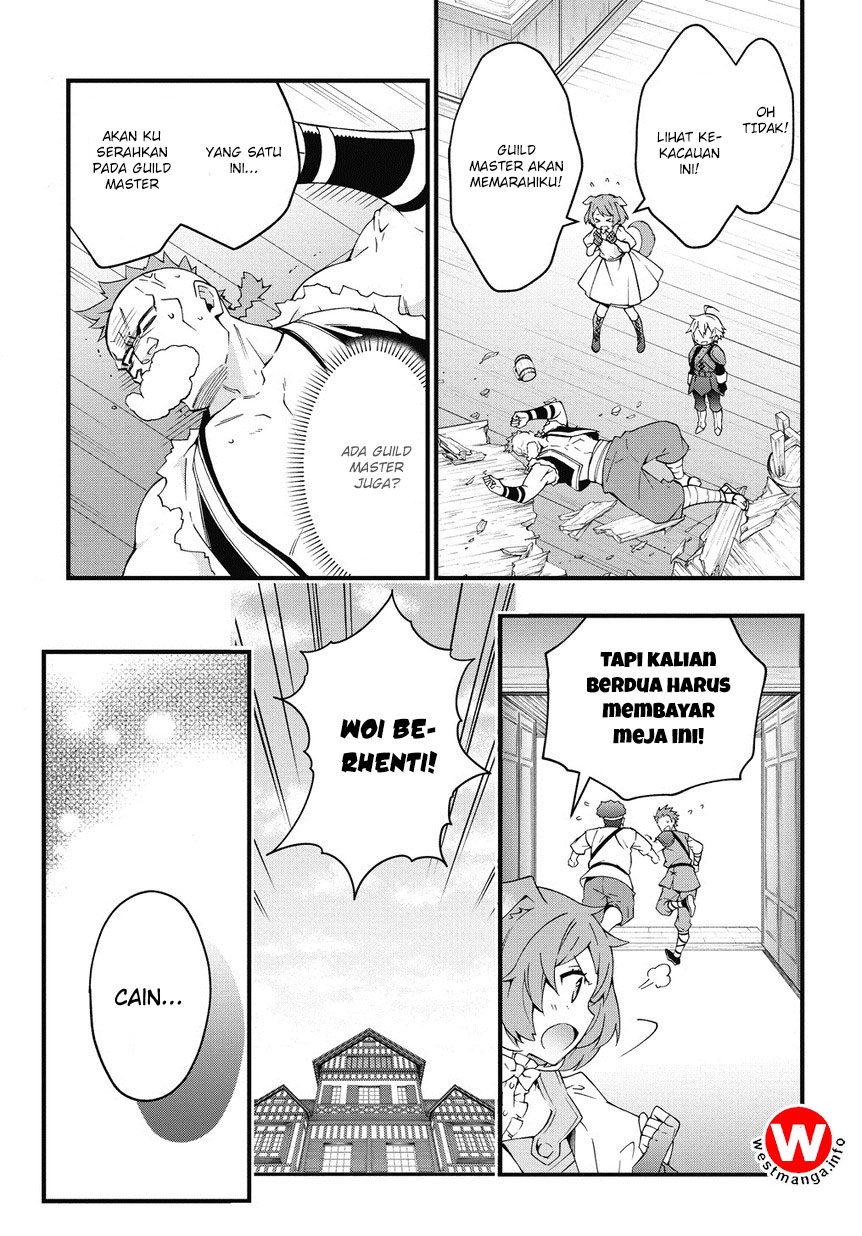 OH
TIDAK!
LIHAT KE-
KACAUAN
INI!
GUILD
MASTER AKAN
MEMARAHIKU!
YANG SATU
INI...
AKAN KU
SERAHKAN
PADA GUILD
MASTER
ADA GUILD
MASTER
JUGA?
TAPI KALIAN
BERDUA HARUS
MEMBAYAR
MEJA INI!
WOI BE-
RHENTI!
CAIN...
W
westmanga.info